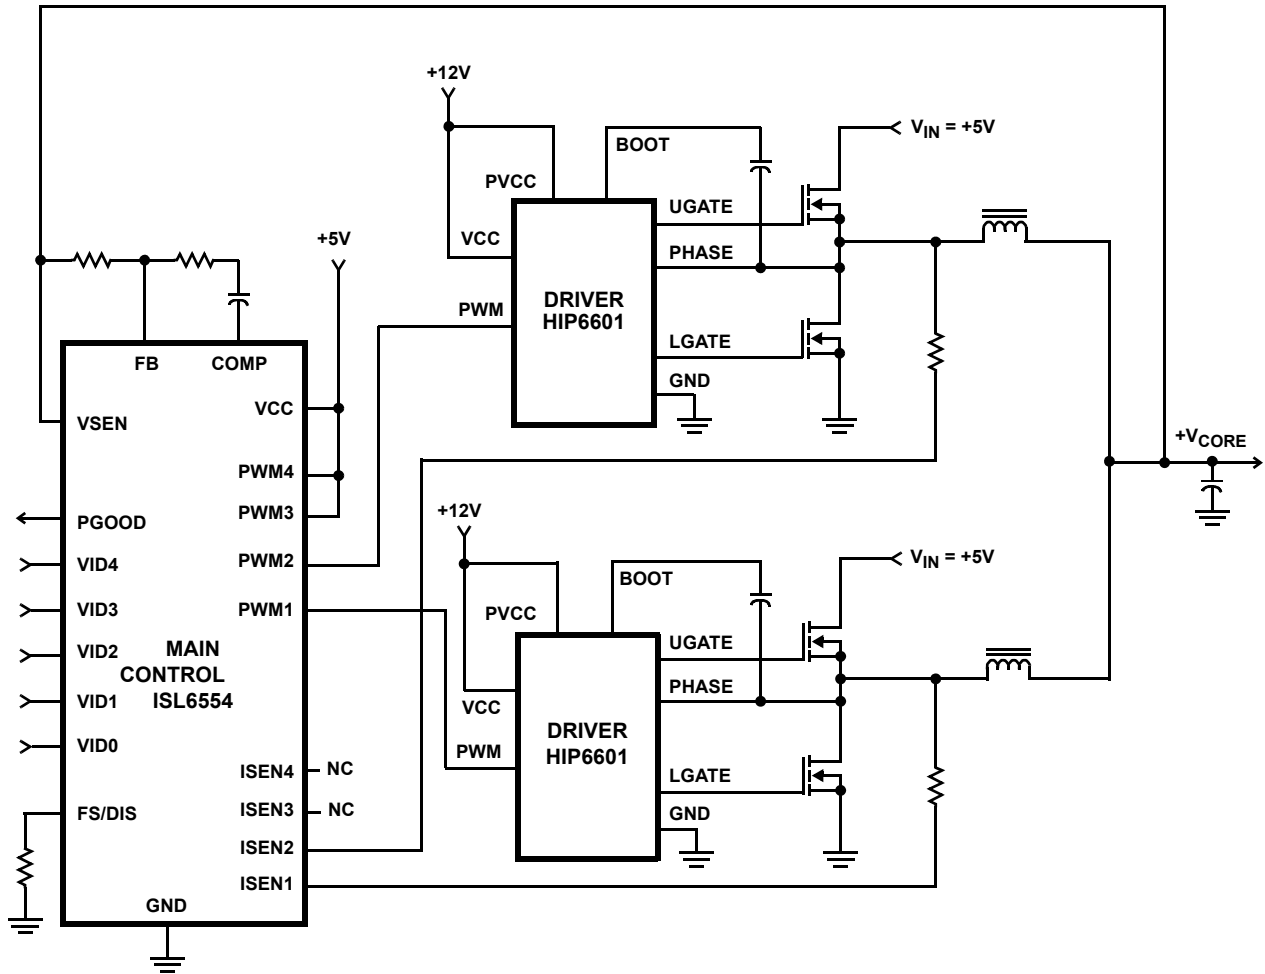 +12V
VIN = +5V
BOOT
PVCC
UGATE
VCC
PHASE
DRIVER
HIP6601
PWM
LGATE
GND
+5V
FB
COMP
VSEN
VCC
PWM4
PWM3
PGOOD
PWM2
VID4
PWM1
VID3
VID2
MAIN
CONTROL
ISL6554
VID1
VID0
ISEN4
NC
ISEN3
NC
FS/DIS
ISEN2
ISEN1
GND
+VCORE
+12V
VIN = +5V
BOOT
PVCC
UGATE
PHASE
VCC
DRIVER
HIP6601
PWM
LGATE
GND